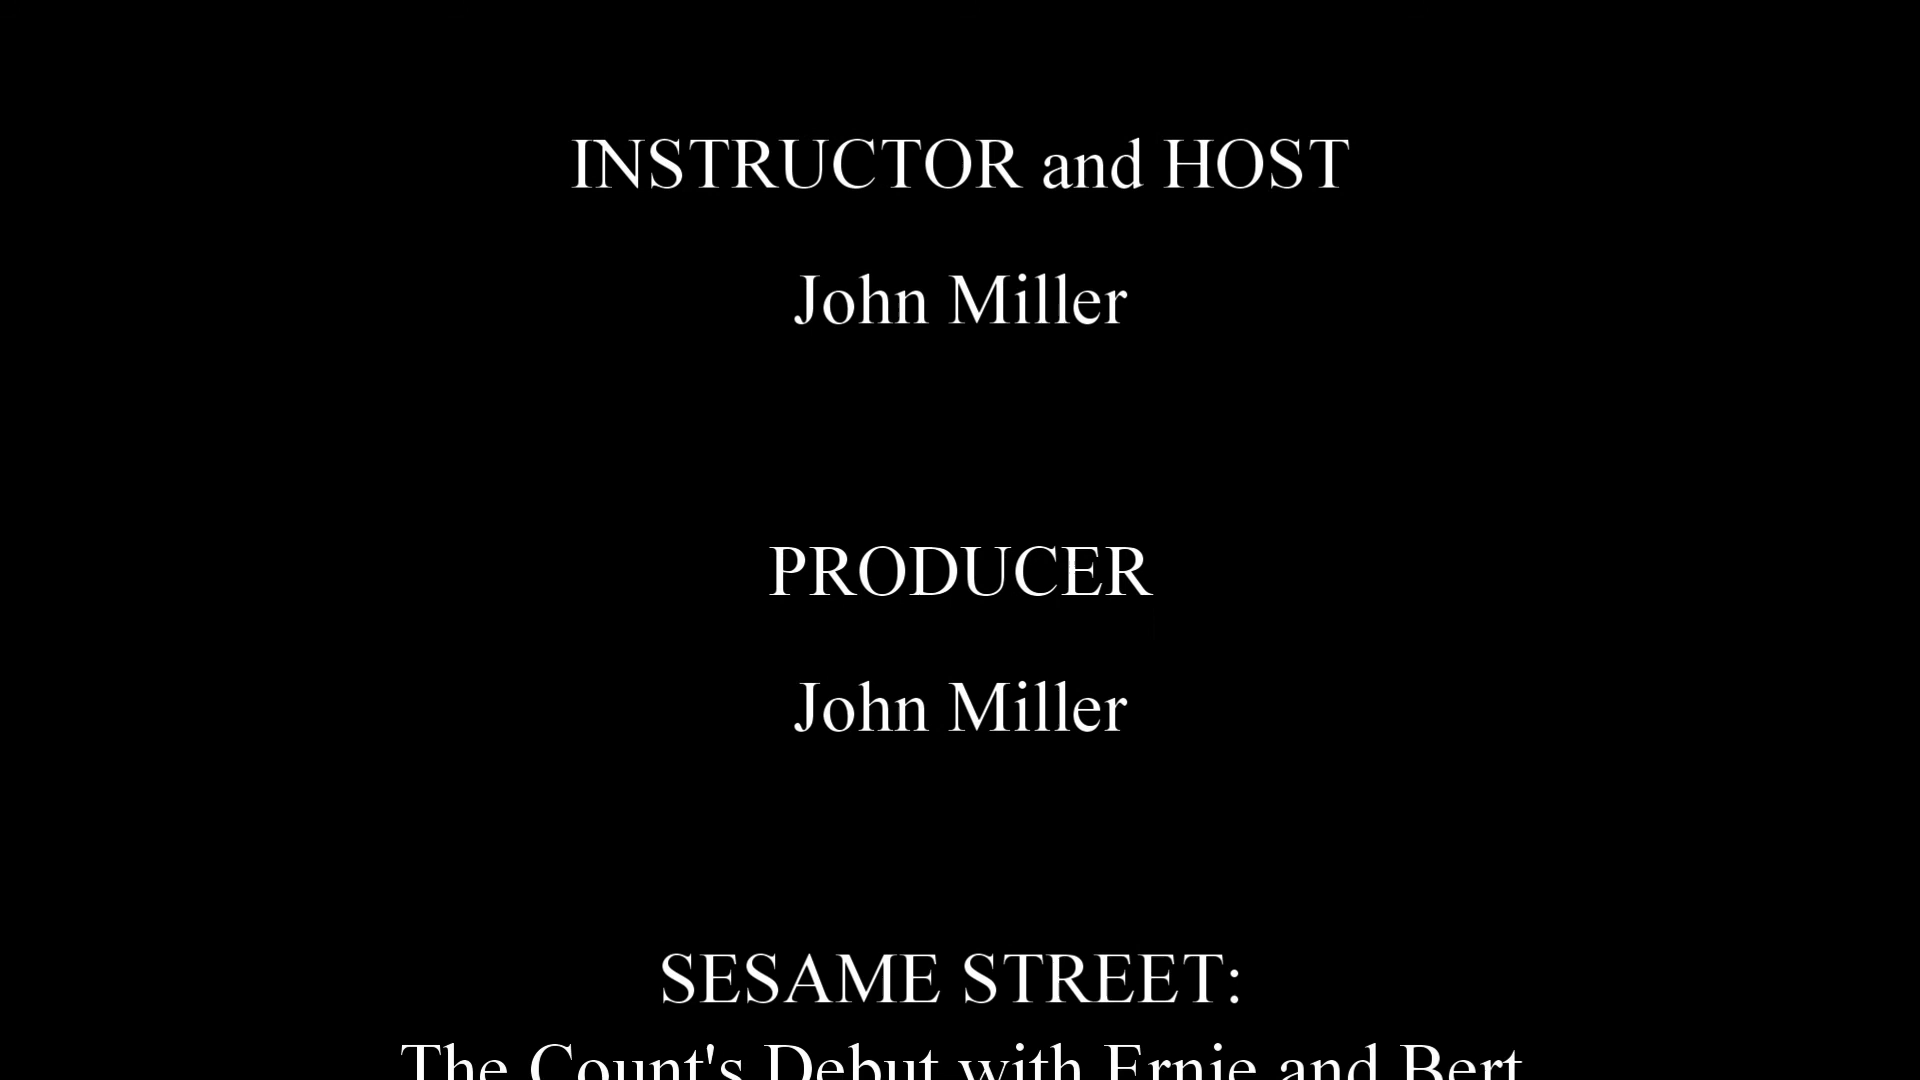 INSTRUCTOR and HOST
John Miller
PRODUCER
John Miller
SESAME STREET:
The Count's Debut with Ernie and Bert